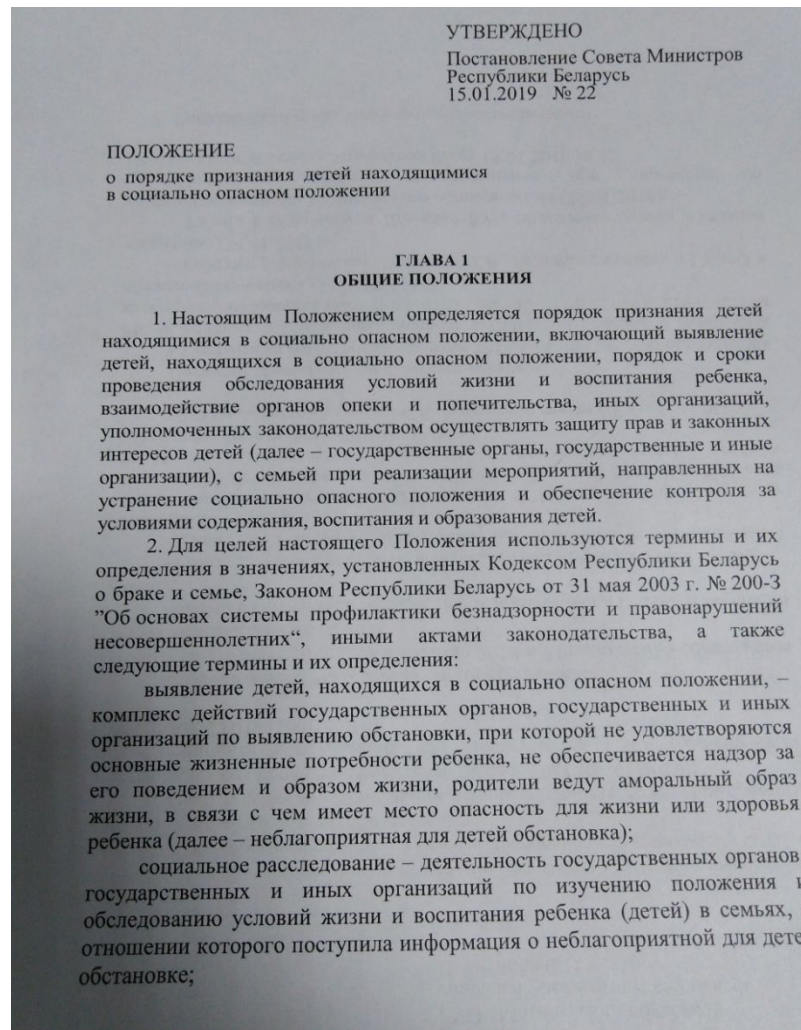 УТВЕРЖДЕНО
Постановление Совета Министров
Республики Беларусь
15.01.2019 № 22
ПОЛОЖЕНИЕ
о порядке признания детей находящимися
в социально опасном положении
ГЛАВА 1
ОБЩИЕ ПОЛОЖЕНИЯ
1. Настоящим Положением определяется порядок признания детей
находящимися в социально опасном положении, включающий выявление
детей, находящихся в социально опасном положении, порядок и сроки
проведения обследования условий жизни и воспитания ребенка,
взаимодействие органов опеки и попечительства, иных организаций,
уполномоченных законодательством осуществлять защиту прав и законных
интересов детей (далее – государственные органы, государственные и иные
организации), с семьей при реализации мероприятий, направленных на
устранение социально опасного положения и обеспечение контроля за
условиями содержания, воспитания и образования детей.
2. Для целей настоящего Положения используются термины и их
определения в значениях, установленных Кодексом Республики Беларусь
о браке и семье, Законом Республики Беларусь от 31 мая 2003 г. № 200-З
”Об основах системы профилактики безнадзорности и правонарушений
несовершеннолетних“, иными актами законодательства, а также
следующие термины и их определения:
выявление детей, находящихся в социально опасном положении, –
комплекс действий государственных органов, государственных и иных
организаций по выявлению обстановки, при которой не удовлетворяются
основные жизненные потребности ребенка, не обеспечивается надзор за
его поведением и образом жизни, родители ведут аморальный образ
жизни, в связи с чем имеет место опасность для жизни или здоровья
ребенка (далее – неблагоприятная для детей обстановка);
социальное расследование – деятельность государственных органов
государственных и иных организаций по изучению положения и
обследованию условий жизни и воспитания ребенка (детей) в семьях,
отношении которого поступила информация о неблагоприятной для дете
обстановке;